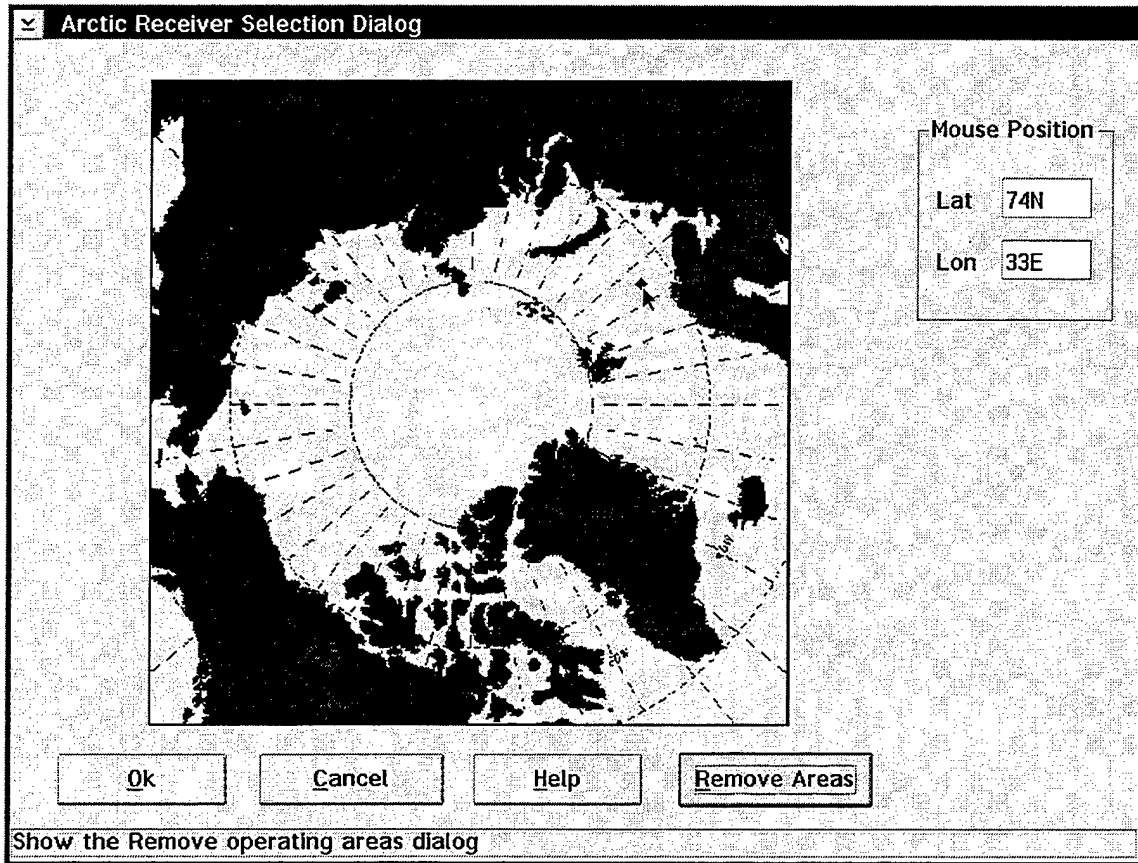 Arctic Receiver Selection Dialog
Mouse Position
Lat 74N
Lon 33E
Ok Cancel Help Remove Areas
Show the Remove operating areas dialog